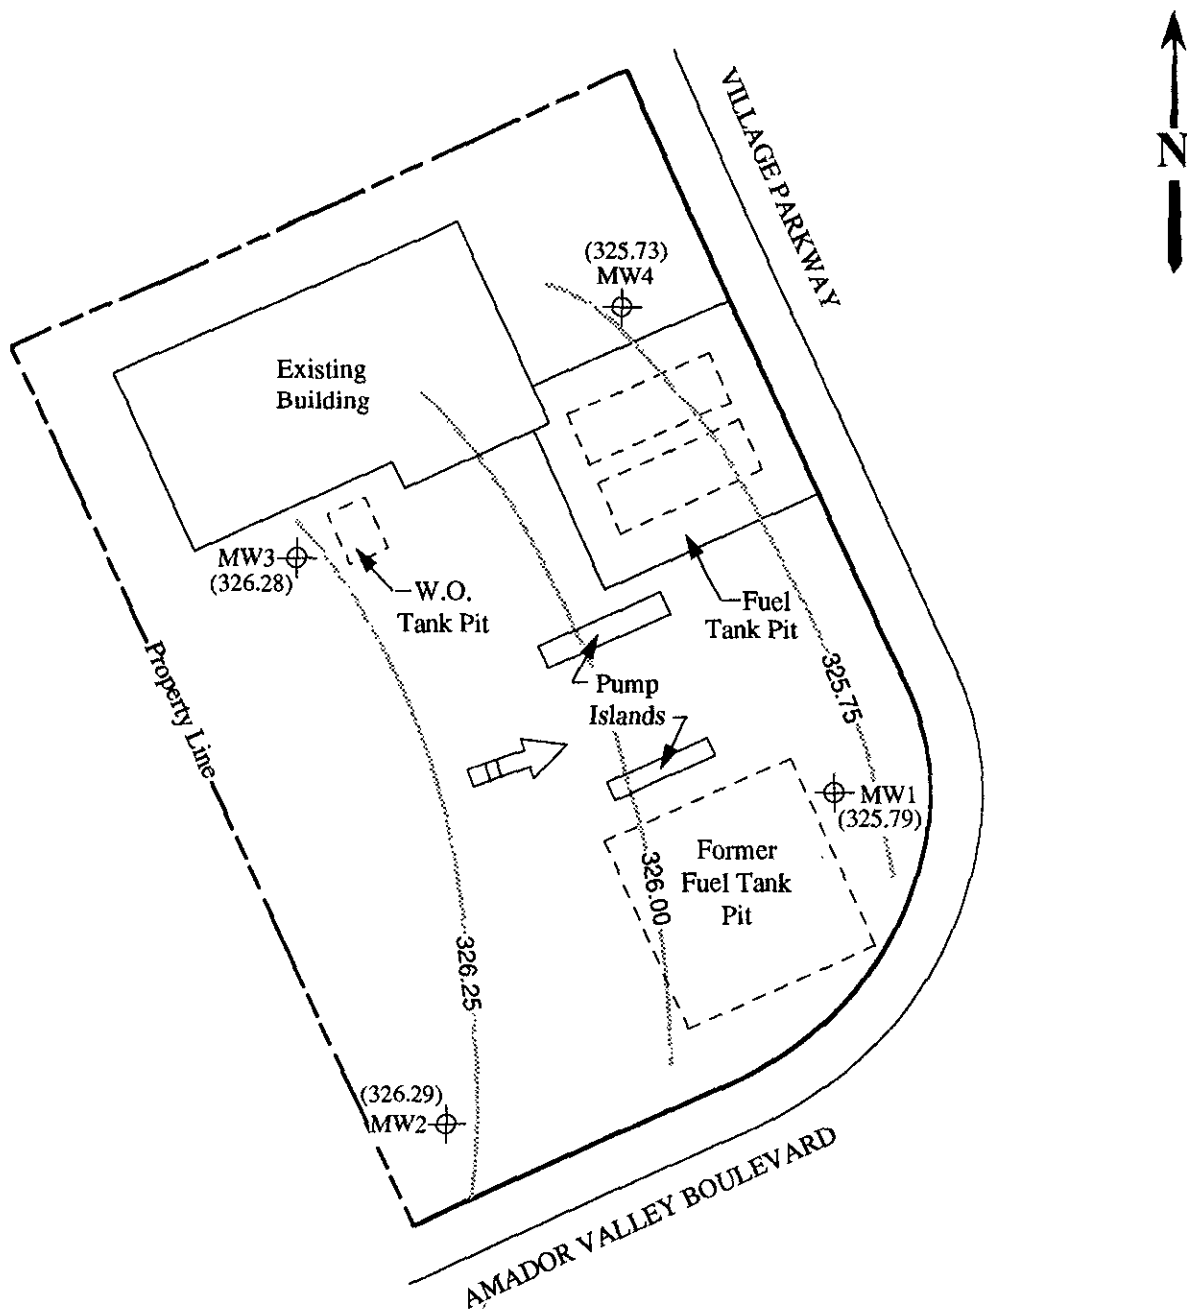 N
VILLAGE PARKWAY
(325.73)
MW4
Existing
Building
MW3
(326.28)
W.O.
Tank Pit
Fuel
Tank Pit
Property Line
Pump
Islands
325.75
MW1
(325.79)
Former
Fuel Tank
Pit
326.00
326.25
(326.29)
MW2
AMADOR VALLEY BOULEVARD